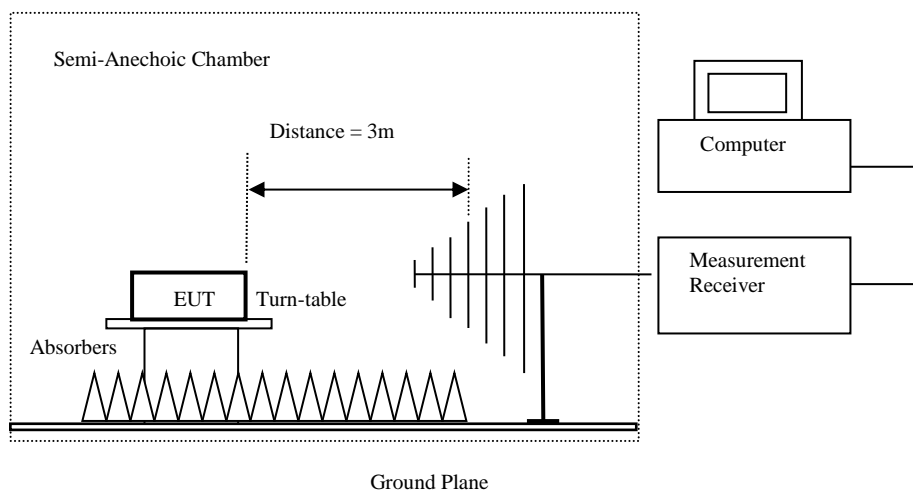 Semi-Anechoic Chamber
Distance = 3m
Computer
Measurement
Receiver
EUT
Turn-table
Absorbers
Ground Plane